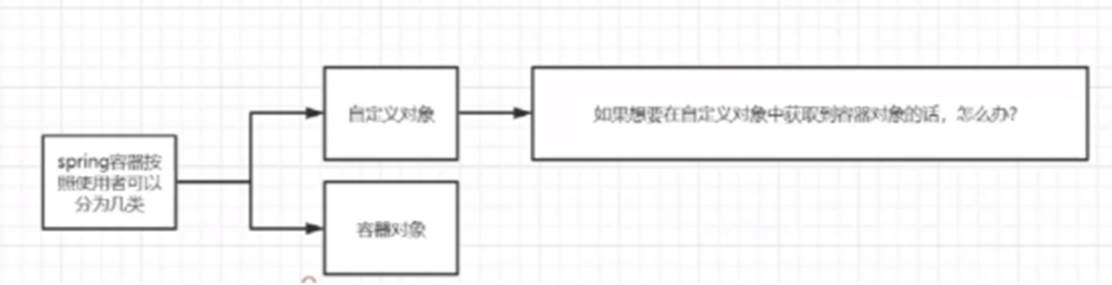 自定义对象
如果想要在自定义对象中获取到容器对象的话，怎么办?
spring容器按
照使用者可以
分为几类
容器对象